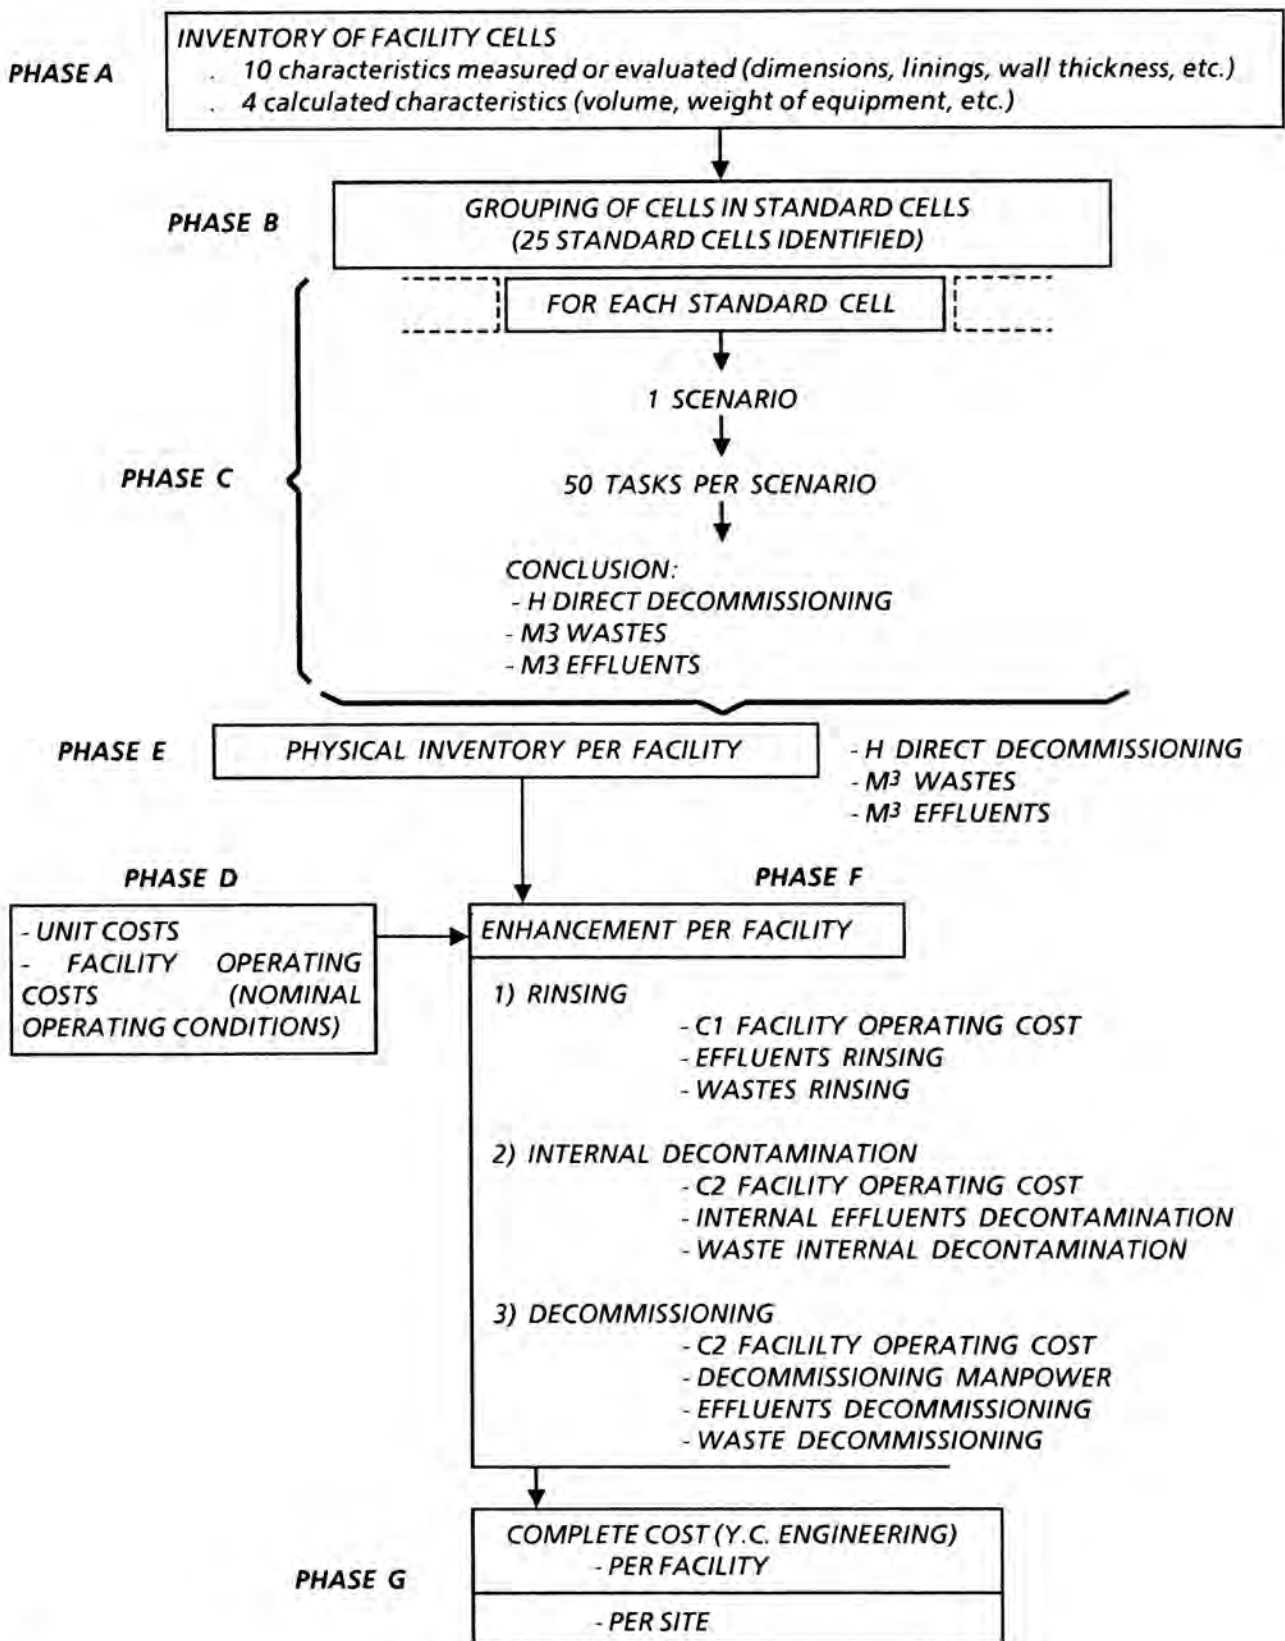 PHASE A
INVENTORY OF FACILITY CELLS
. 10 characteristics measured or evaluated (dimensions, linings, wall thickness, etc.)
. 4 calculated characteristics (volume, weight of equipment, etc.)
PHASE B
GROUPING OF CELLS IN STANDARD CELLS
(25 STANDARD CELLS IDENTIFIED)
FOR EACH STANDARD CELL
1 SCENARIO
PHASE C
50 TASKS PER SCENARIO
CONCLUSION:
- H DIRECT DECOMMISSIONING
- M3 WASTES
- M3 EFFLUENTS
PHASE E
PHYSICAL INVENTORY PER FACILITY
- H DIRECT DECOMMISSIONING
- M³ WASTES
- M³ EFFLUENTS
PHASE D
- UNIT COSTS
- FACILITY OPERATING
COSTS (NOMINAL
OPERATING CONDITIONS)
PHASE F
ENHANCEMENT PER FACILITY
1) RINSING
- C1 FACILITY OPERATING COST
- EFFLUENTS RINSING
- WASTES RINSING
2) INTERNAL DECONTAMINATION
- C2 FACILITY OPERATING COST
- INTERNAL EFFLUENTS DECONTAMINATION
- WASTE INTERNAL DECONTAMINATION
3) DECOMMISSIONING
- C2 FACILILTY OPERATING COST
- DECOMMISSIONING MANPOWER
- EFFLUENTS DECOMMISSIONING
- WASTE DECOMMISSIONING
PHASE G
COMPLETE COST (Y.C. ENGINEERING)
- PER FACILITY
- PER SITE